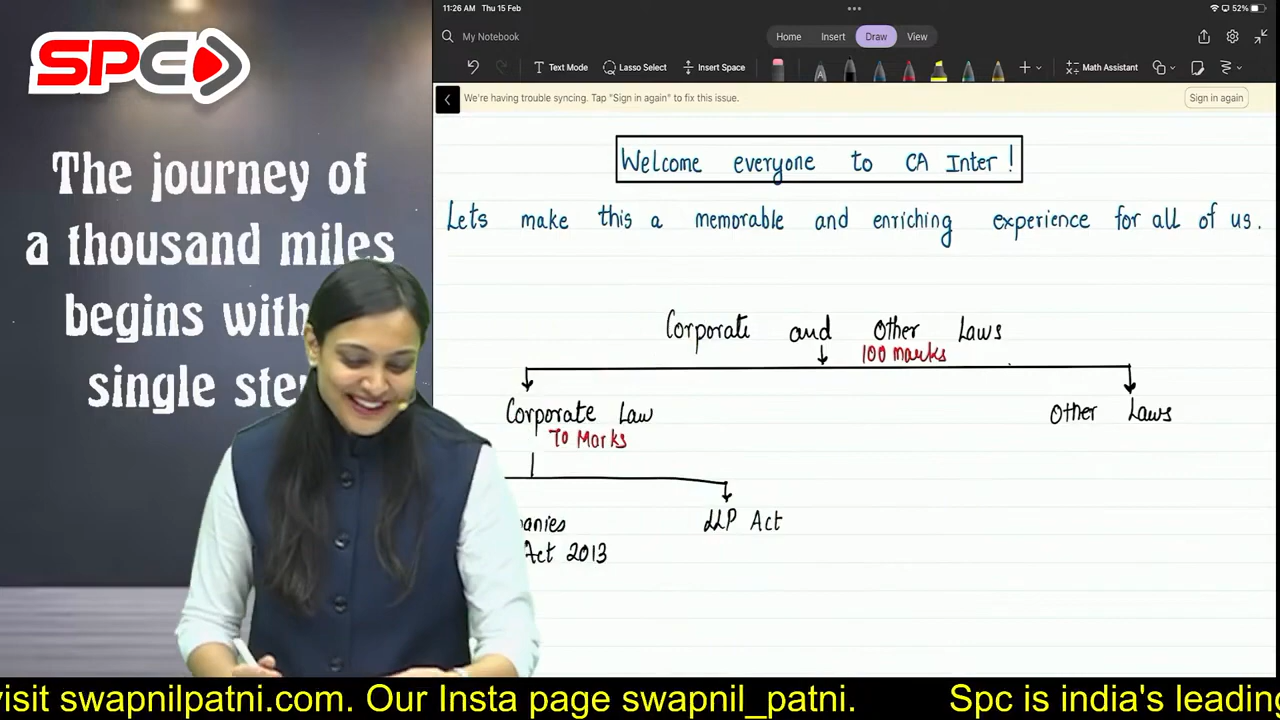 11:26 AM Thu 15 Feb
52%
SPC
The journey of
a thousand miles
begins with
single step
My Notebook
Home Insert Draw View
Text Mode Lasso Select Insert Space Math Assistant
We're having trouble syncing. Tap "Sign in again" to fix this issue.
Sign in again
Welcome everyone to CA Inter!
Lets make this a memorable and enriching experience for all of us.
Corporate and Other Laws
100 marks
Corporate Law
70 Marks
Other Laws
panies
Act 2013
LLP Act
visit swapnilpatni.com. Our Insta page swapnil_patni. Spc is india's leading